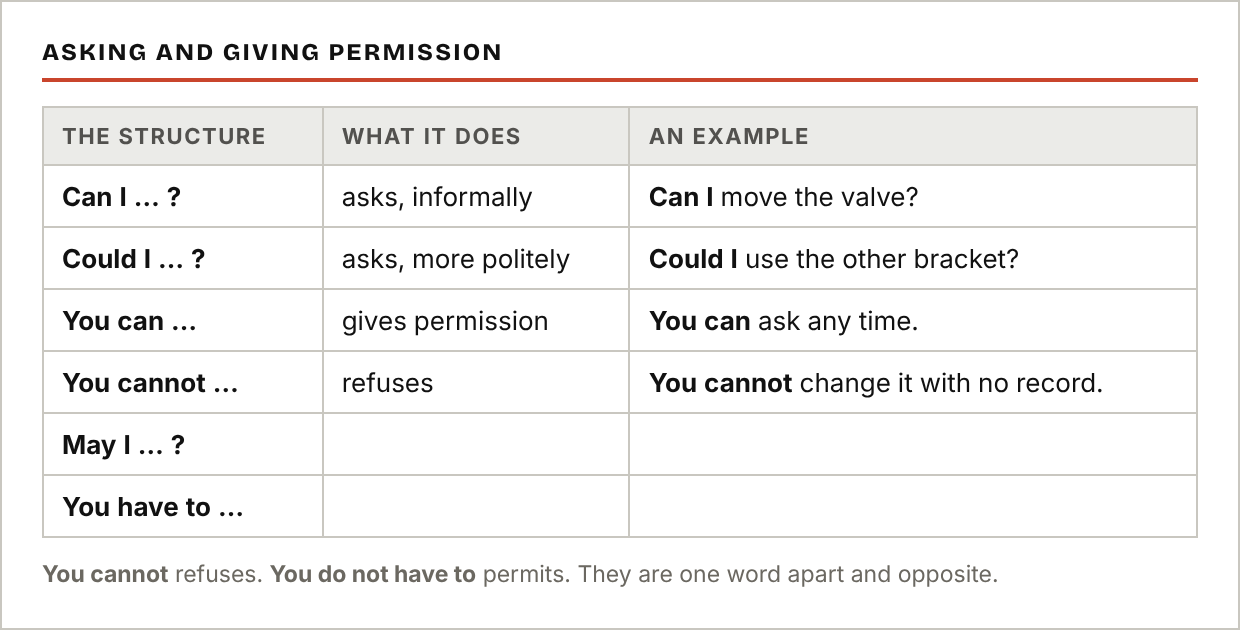 ASKING AND GIVING PERMISSION
THE STRUCTURE WHAT IT DOES AN EXAMPLE
Can I ... ? asks, informally Can I move the valve?
Could I ... ? asks, more politely Could I use the other bracket?
You can ... gives permission You can ask any time.
You cannot ... refuses You cannot change it with no record.
May I ... ?
You have to ...
You cannot refuses. You do not have to permits. They are one word apart and opposite.